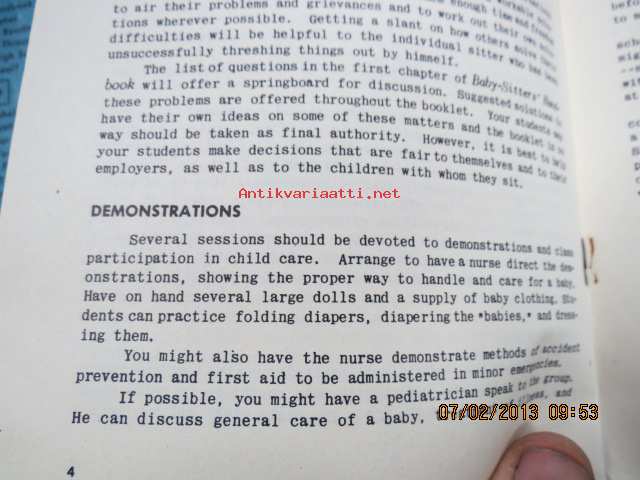 to air their problems and grievances and to work out their own
tions wherever possible. Getting a slant on how others solve their
difficulties will be helpful to the individual sitter who has been
unsuccessfully threshing things out by himself.
The list of questions in the first chapter of Baby-Sitters' Hand-
book will offer a springboard for discussion. Suggested solutions to
these problems are offered throughout the booklet. Your students may
have their own ideas on some of these matters and the booklet in no
way should be taken as final authority. However, it is best to help
your students make decisions that are fair to themselves and to their
employers, as well as to the children with whom they sit.
Antikvariaatti.net
DEMONSTRATIONS
Several sessions should be devoted to demonstrations and class
participation in child care. Arrange to have a nurse direct the dem-
onstrations, showing the proper way to handle and care for a baby.
Have on hand several large dolls and a supply of baby clothing. Stu-
dents can practice folding diapers, diapering the "babies," and dress-
ing them.
You might also have the nurse demonstrate methods of accident
prevention and first aid to be administered in minor emergencies.
If possible, you might have a pediatrician speak to the group.
He can discuss general care of a baby, and
07/02/2013 09:53
4